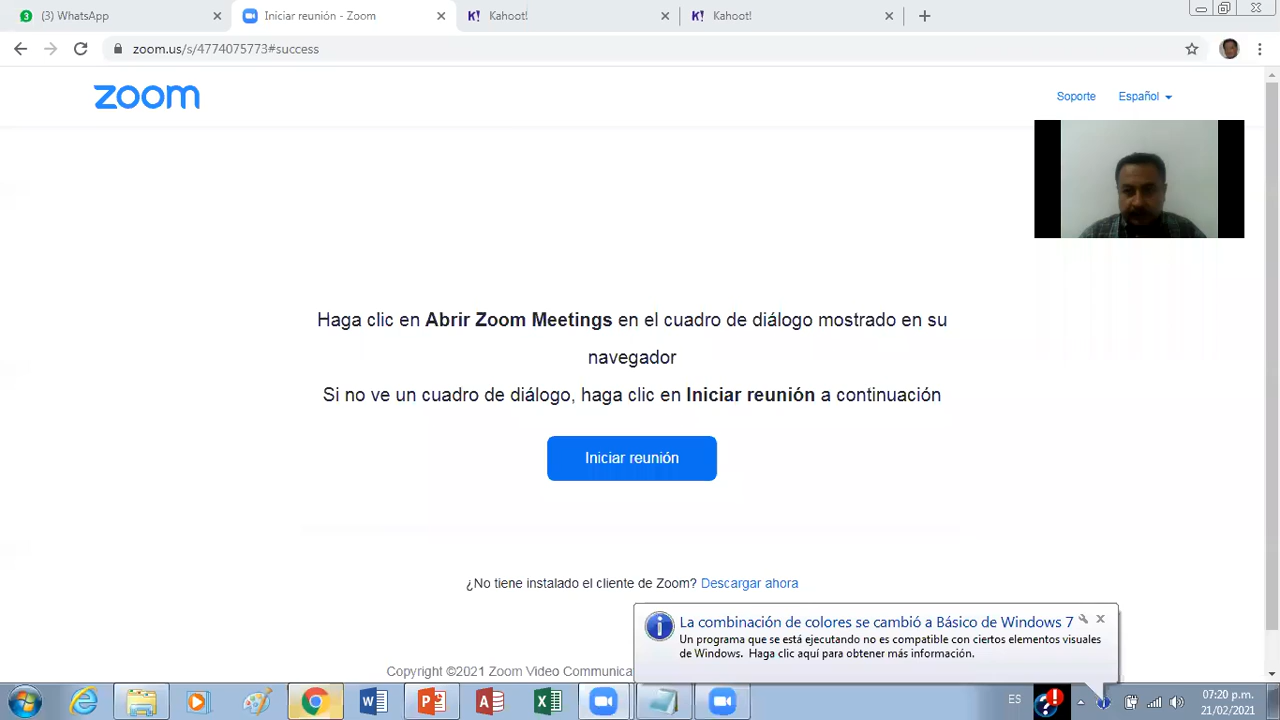 (3) WhatsApp
Iniciar reunión - Zoom
Kahoot!
Kahoot!
zoom.us/s/4774075773#success
zoom
Soporte
Español
Haga clic en Abrir Zoom Meetings en el cuadro de diálogo mostrado en su
navegador
Si no ve un cuadro de diálogo, haga clic en Iniciar reunión a continuación
Iniciar reunión
¿No tiene instalado el cliente de Zoom? Descargar ahora
La combinación de colores se cambió a Básico de Windows 7
Un programa que se está ejecutando no es compatible con ciertos elementos visuales
de Windows. Haga clic aquí para obtener más información.
Copyright ©2021 Zoom Video Communica
ES
07:20 p.m.
21/02/2021